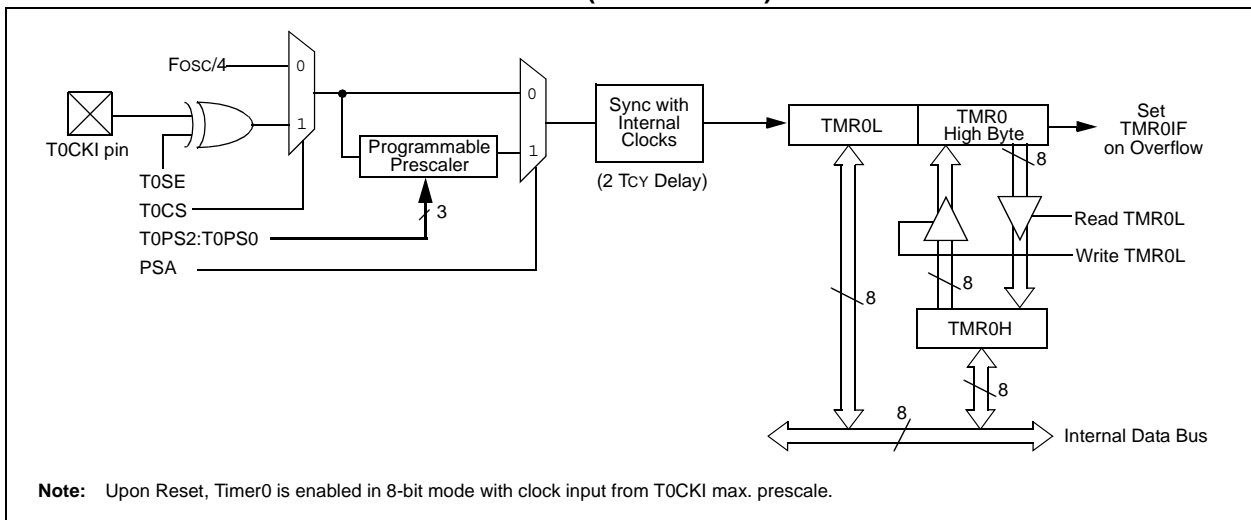 FOSC/4
0
1
T0CKI pin
T0SE
T0CS
T0PS2:T0PS0
PSA
Programmable
Prescaler
3
0
1
Sync with
Internal
Clocks
(2 TCY Delay)
TMR0L
TMR0
High Byte
Set
TMR0IF
on Overflow
8
Read TMR0L
Write TMR0L
8
8
TMR0H
8
8
Internal Data Bus
Note: Upon Reset, Timer0 is enabled in 8-bit mode with clock input from T0CKI max. prescale.